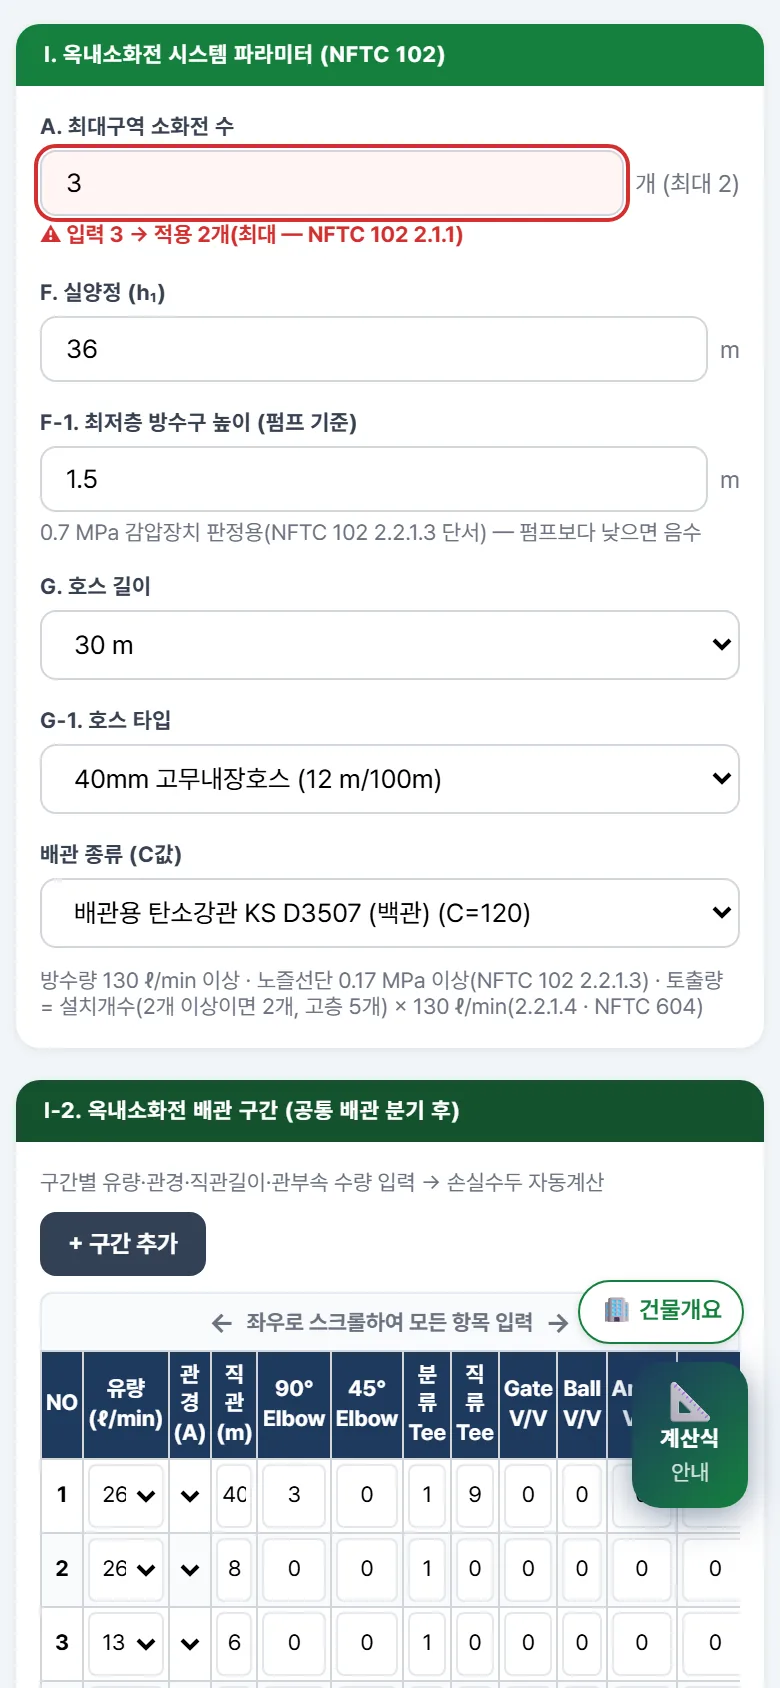 I. 옥내소화전 시스템 파라미터 (NFTC 102)
A. 최대구역 소화전 수
3 개 (최대 2)
⚠ 입력 3 → 적용 2개(최대 — NFTC 102 2.1.1)
F. 실양정 (h₁)
36 m
F-1. 최저층 방수구 높이 (펌프 기준)
1.5 m
0.7 MPa 감압장치 판정용(NFTC 102 2.2.1.3 단서) — 펌프보다 낮으면 음수
G. 호스 길이
30 m
G-1. 호스 타입
40mm 고무내장호스 (12 m/100m)
배관 종류 (C값)
배관용 탄소강관 KS D3507 (백관) (C=120)
방수량 130 ℓ/min 이상 · 노즐선단 0.17 MPa 이상(NFTC 102 2.2.1.3) · 토출량
= 설치개수(2개 이상이면 2개, 고층 5개) × 130 ℓ/min(2.2.1.4 · NFTC 604)
I-2. 옥내소화전 배관 구간 (공통 배관 분기 후)
구간별 유량·관경·직관길이·관부속 수량 입력 → 손실수두 자동계산
+ 구간 추가
← 좌우로 스크롤하여 모든 항목 입력 →
건물개요
NO 유량 (ℓ/min) 관경 (A) 직관 (m) 90° Elbow 45° Elbow 분류 Tee 직류 Tee Gate V/V Ball V/V
계산식
안내
1 26 40 3 0 1 9 0 0
2 26 8 0 0 1 0 0 0 0 0
3 13 6 0 0 1 0 0 0 0 0